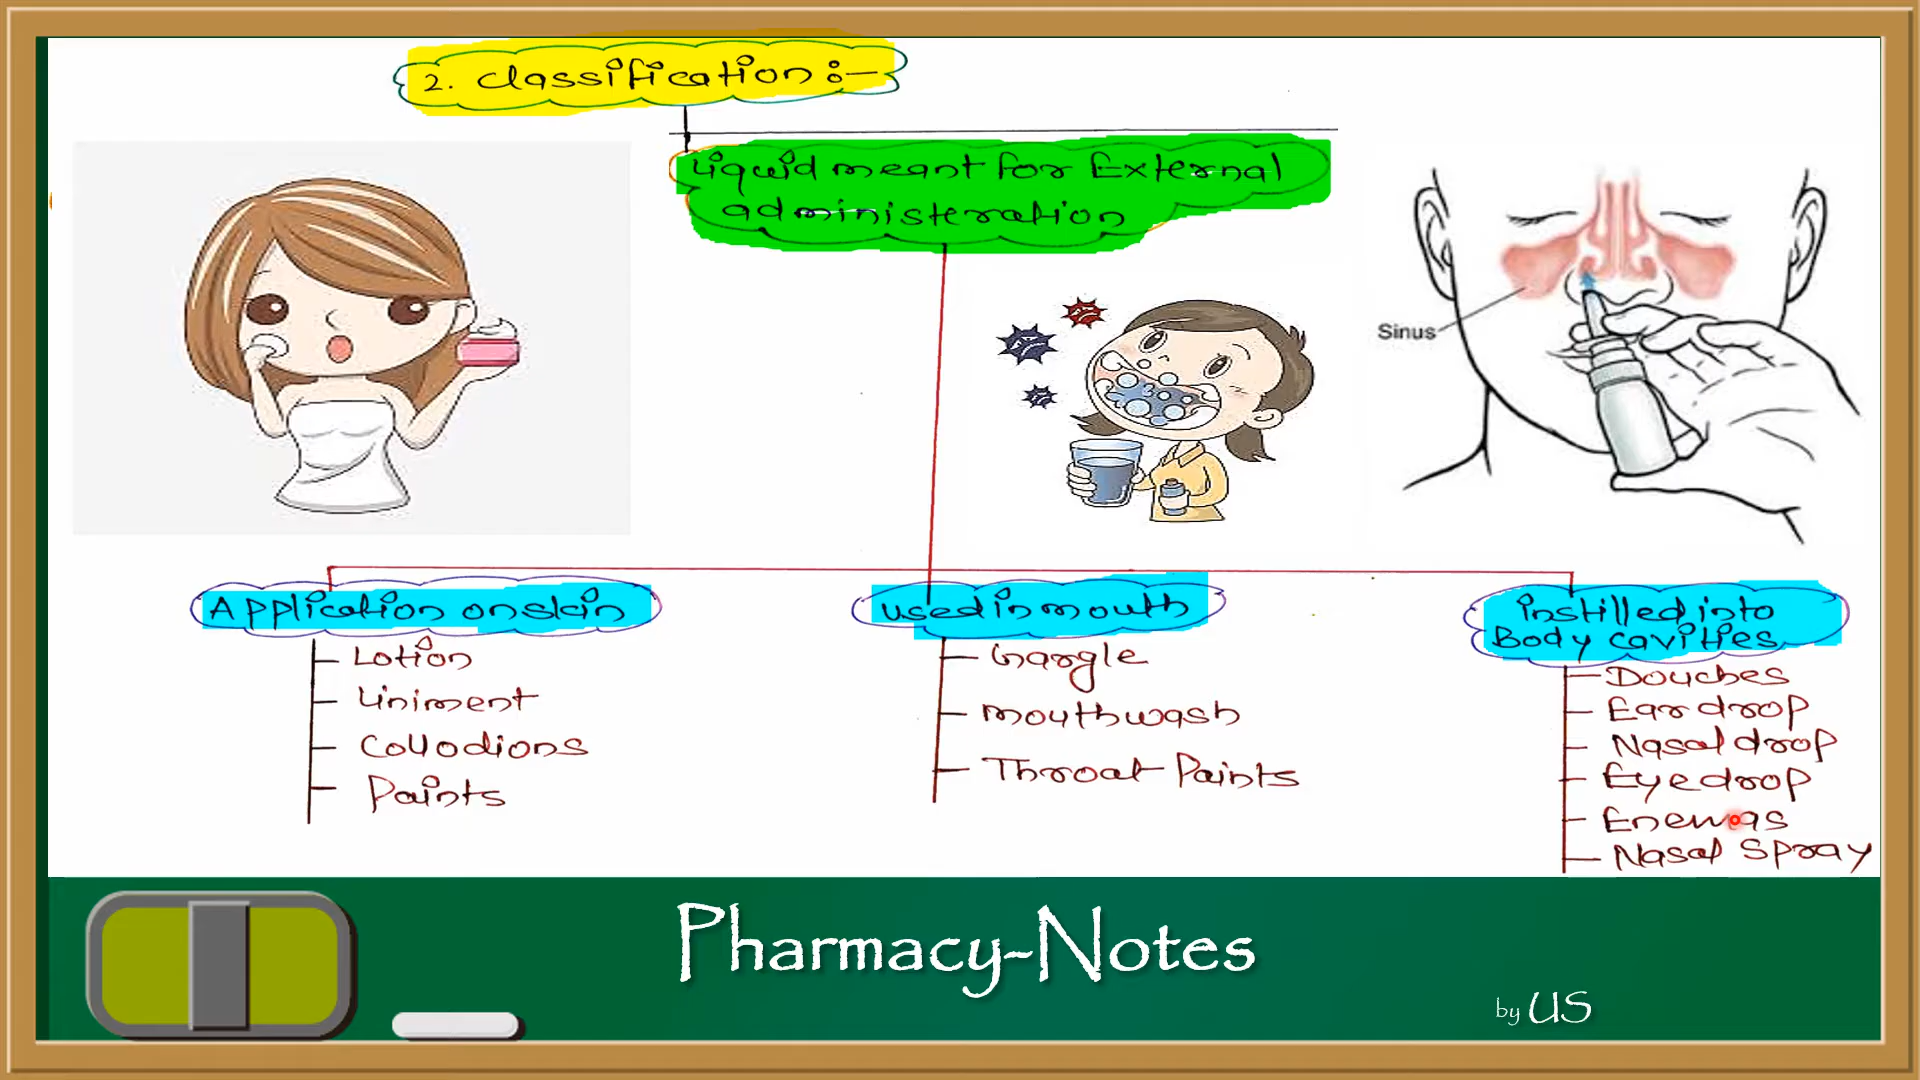 2. Classification :-
Liquid meant for External
administeration
Sinus
Application on skin
Lotion
Liniment
Collodions
Paints
used in mouth
Gargle
mouthwash
Throat Paints
instilled into
Body cavities
Douches
Ear drop
Nasal drop
Eye drop
Enemas
Nasal Spray
Pharmacy-Notes
by US